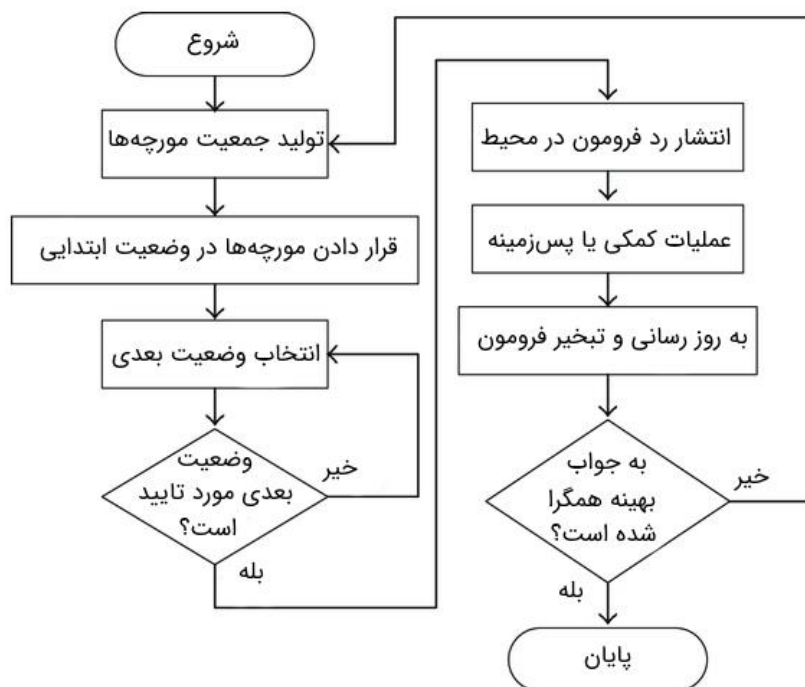 شروع
تولید جمعیت مورچه‌ها
قرار دادن مورچه‌ها در وضعیت ابتدایی
انتخاب وضعیت بعدی
وضعیت
بعدی مورد تایید
است؟
خیر
بله
انتشار رد فرومون در محیط
عملیات کمکی یا پس‌زمینه
به روز رسانی و تبخیر فرومون
به جواب
بهینه همگرا
شده است؟
خیر
بله
پایان